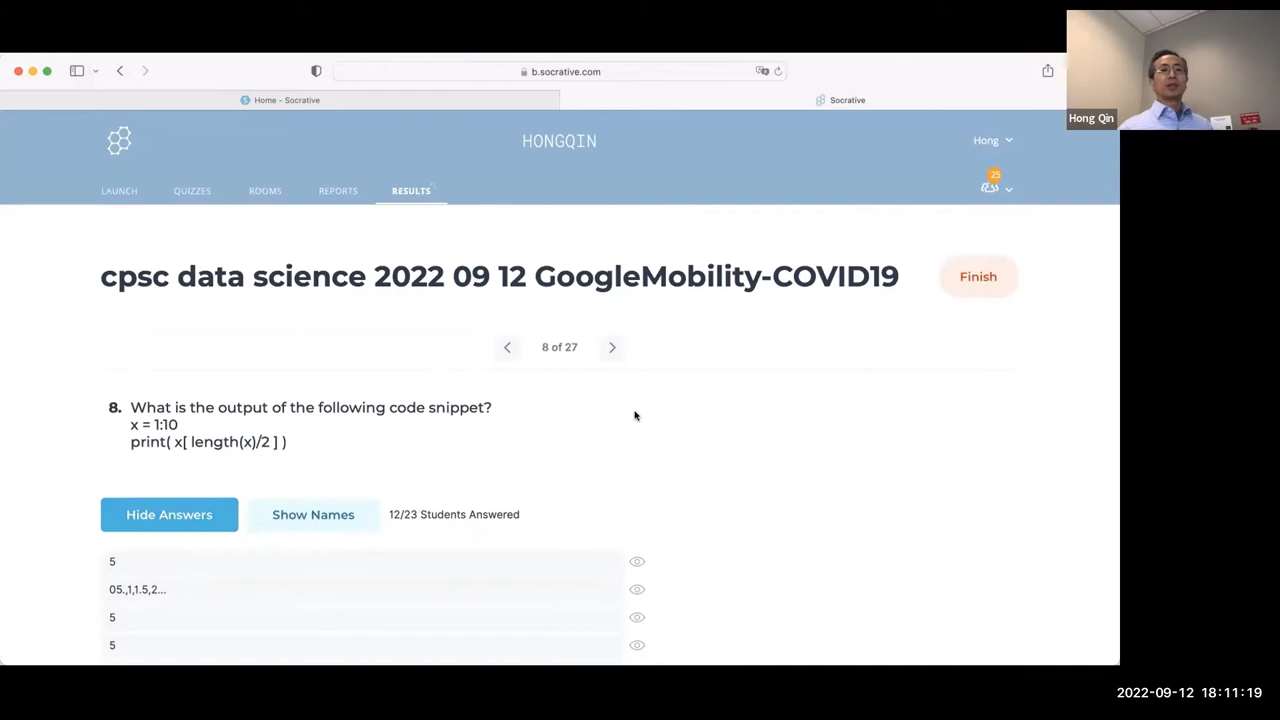 b.socrative.com
Home - Socrative
Socrative
Hong Qin
HONGQIN
Hong
25
LAUNCH
QUIZZES
ROOMS
REPORTS
RESULTS
cpsc data science 2022 09 12 GoogleMobility-COVID19
Finish
8 of 27
8. What is the output of the following code snippet?
x = 1:10
print( x[ length(x)/2 ] )
Hide Answers
Show Names
12/23 Students Answered
5
05.,1,1.5,2...
5
5
2022-09-12 18:11:19